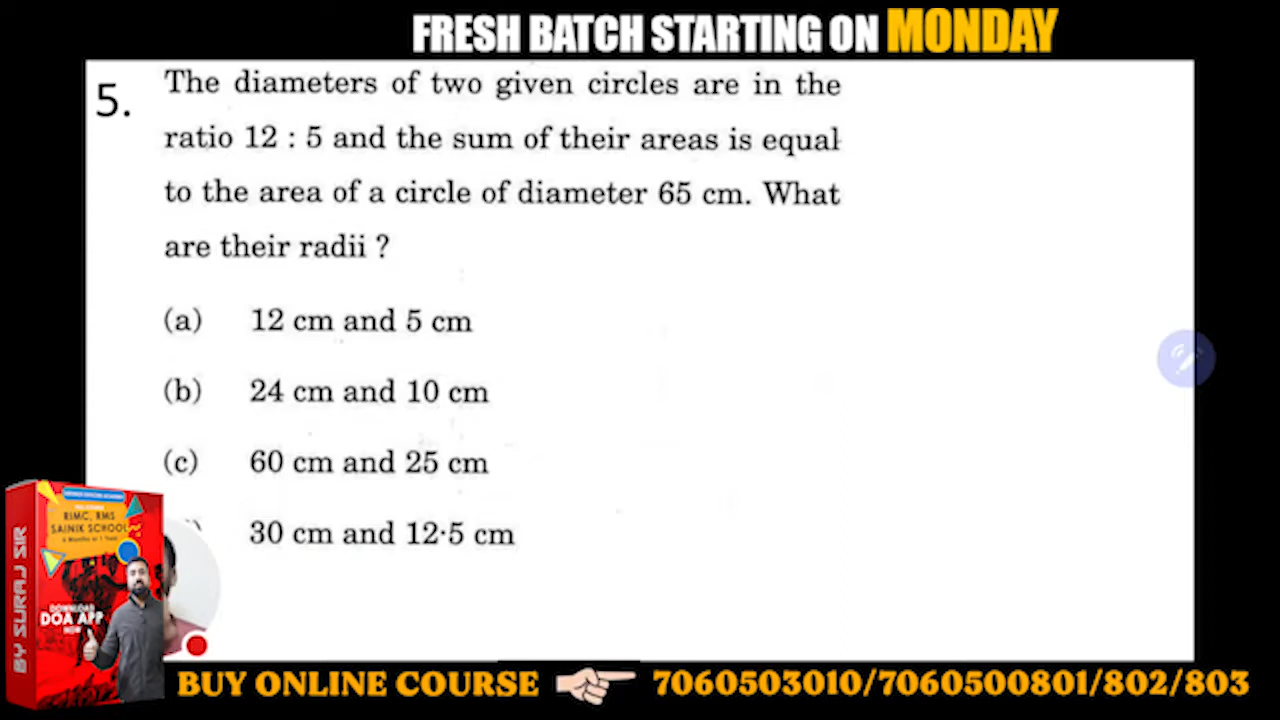 FRESH BATCH STARTING ON MONDAY
5. The diameters of two given circles are in the
ratio 12 : 5 and the sum of their areas is equal
to the area of a circle of diameter 65 cm. What
are their radii ?
(a) 12 cm and 5 cm
(b) 24 cm and 10 cm
(c) 60 cm and 25 cm
30 cm and 12·5 cm
RIMC, RMS
SAINIK SCHOOL
DOWNLOAD
DOA APP
NOW
BY SURAJ SIR
BUY ONLINE COURSE 7060503010/7060500801/802/803